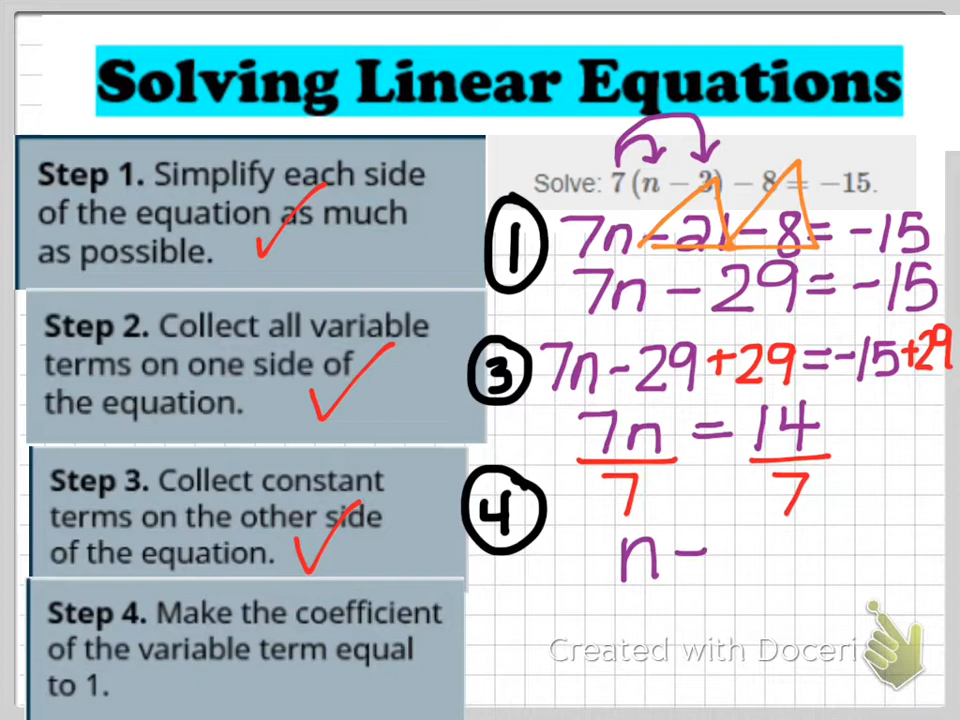 Solving Linear Equations
Step 1. Simplify each side
of the equation as much
as possible.
Step 2. Collect all variable
terms on one side of
the equation.
Step 3. Collect constant
terms on the other side
of the equation.
Step 4. Make the coefficient
of the variable term equal
to 1.
Solve: 7 (n − 3) − 8 = −15.
1
7n − 21 − 8 = −15
7n − 29 = −15
3
7n − 29 + 29 = −15 + 29
7n = 14
7 7
4
n −
Created with Doceri